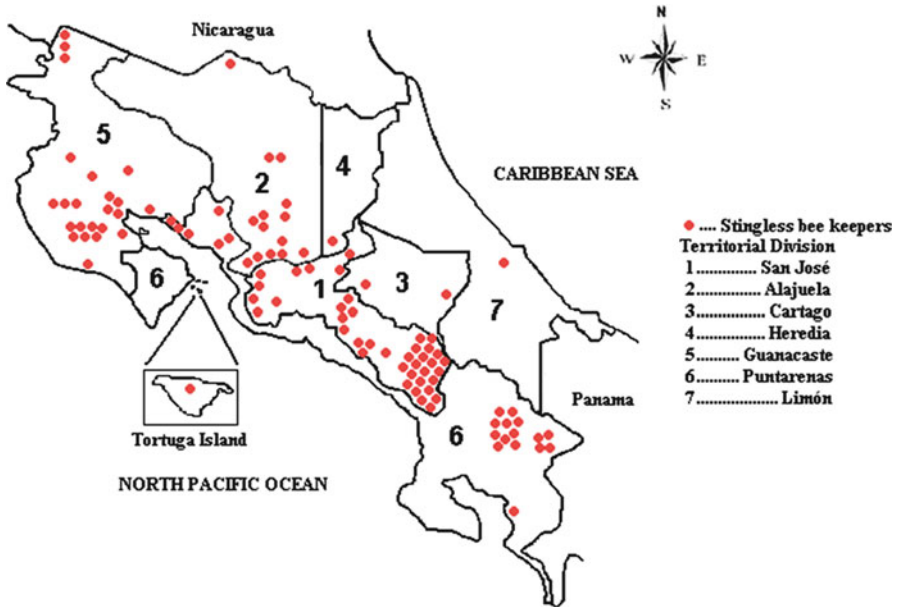 N
Nicaragua
W E
S
5
4
CARIBBEAN SEA
2
.... Stingless bee keepers
Territorial Division
1 .............. San José
2 ................. Alajuela
3 .................. Cartago
4 .................. Heredia
5 ........... Guanacaste
6 .......... Puntarenas
7 .................... Limón
6
1
3
7
Panama
6
Tortuga Island
NORTH PACIFIC OCEAN